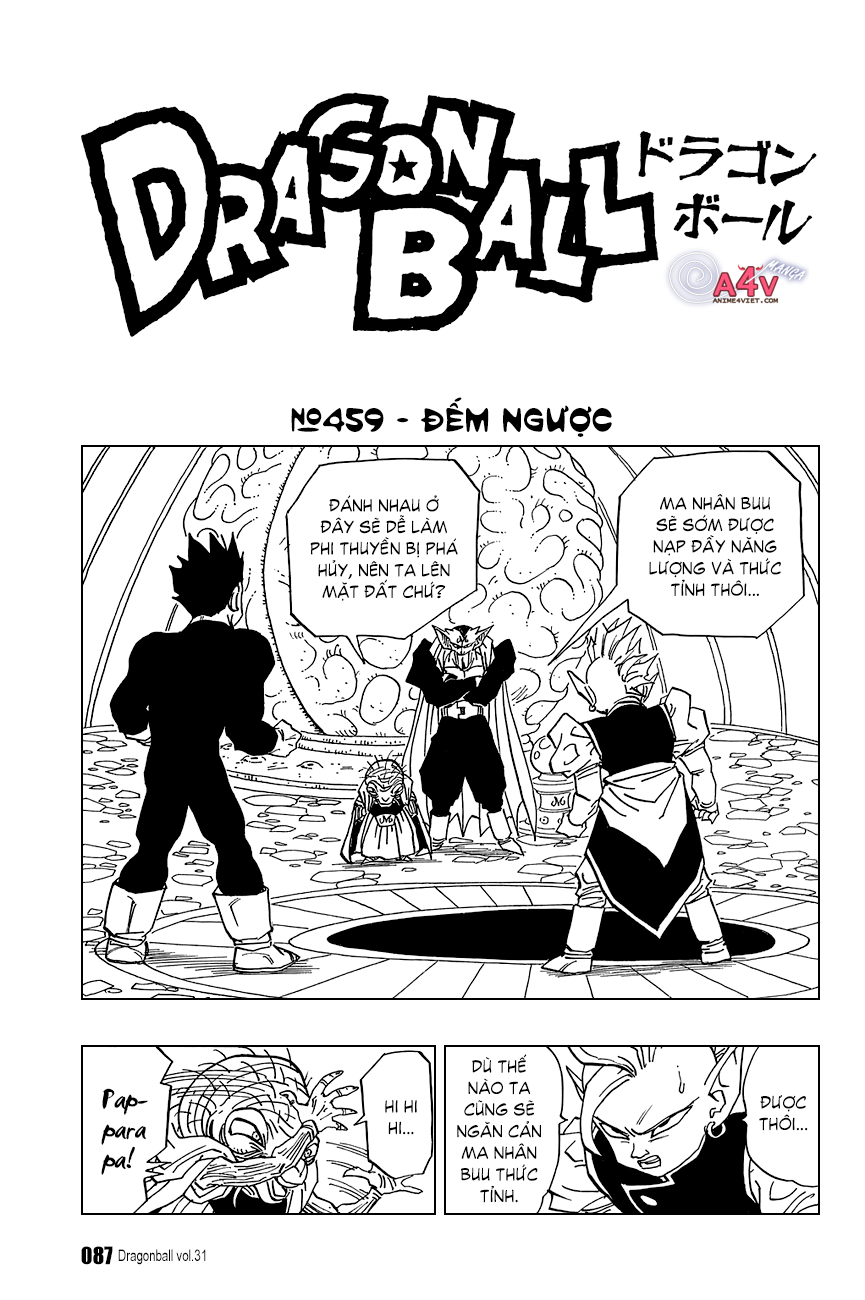 DRAGON
BALL
ドラゴン
ボール
A4V
MANGA
ANIME4VIET.COM
№459 - ĐẾM NGƯỢC
MA NHÂN BUU
SẼ SỚM ĐƯỢC
NẠP ĐẦY NĂNG
LƯỢNG VÀ THỨC
TỈNH THÔI...
ĐÁNH NHAU Ở
ĐÂY SẼ DỄ LÀM
PHI THUYỀN BỊ PHÁ
HỦY, NÊN TA LÊN
MẶT ĐẤT CHỨ?
M
M
ĐƯỢC
THÔI...
DÙ THẾ
NÀO TA
CŨNG SẼ
NGĂN CẢN
MA NHÂN
BUU THỨC
TỈNH.
HI HI
HI...
Pap-
para
pa!
087 Dragonball vol.31